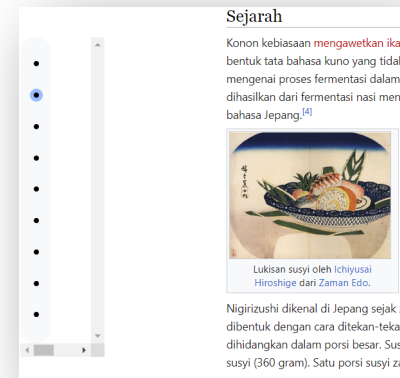 Sejarah
Konon kebiasaan mengawetkan ika
bentuk tata bahasa kuno yang tidal
mengenai proses fermentasi dalam
dihasilkan dari fermentasi nasi men
bahasa Jepang.[4]
Lukisan susyi oleh Ichiyusai
Hiroshige dari Zaman Edo.
Nigirizushi dikenal di Jepang sejak
dibentuk dengan cara ditekan-teka
dihidangkan dalam porsi besar. Sus
susyi (360 gram). Satu porsi susyi za